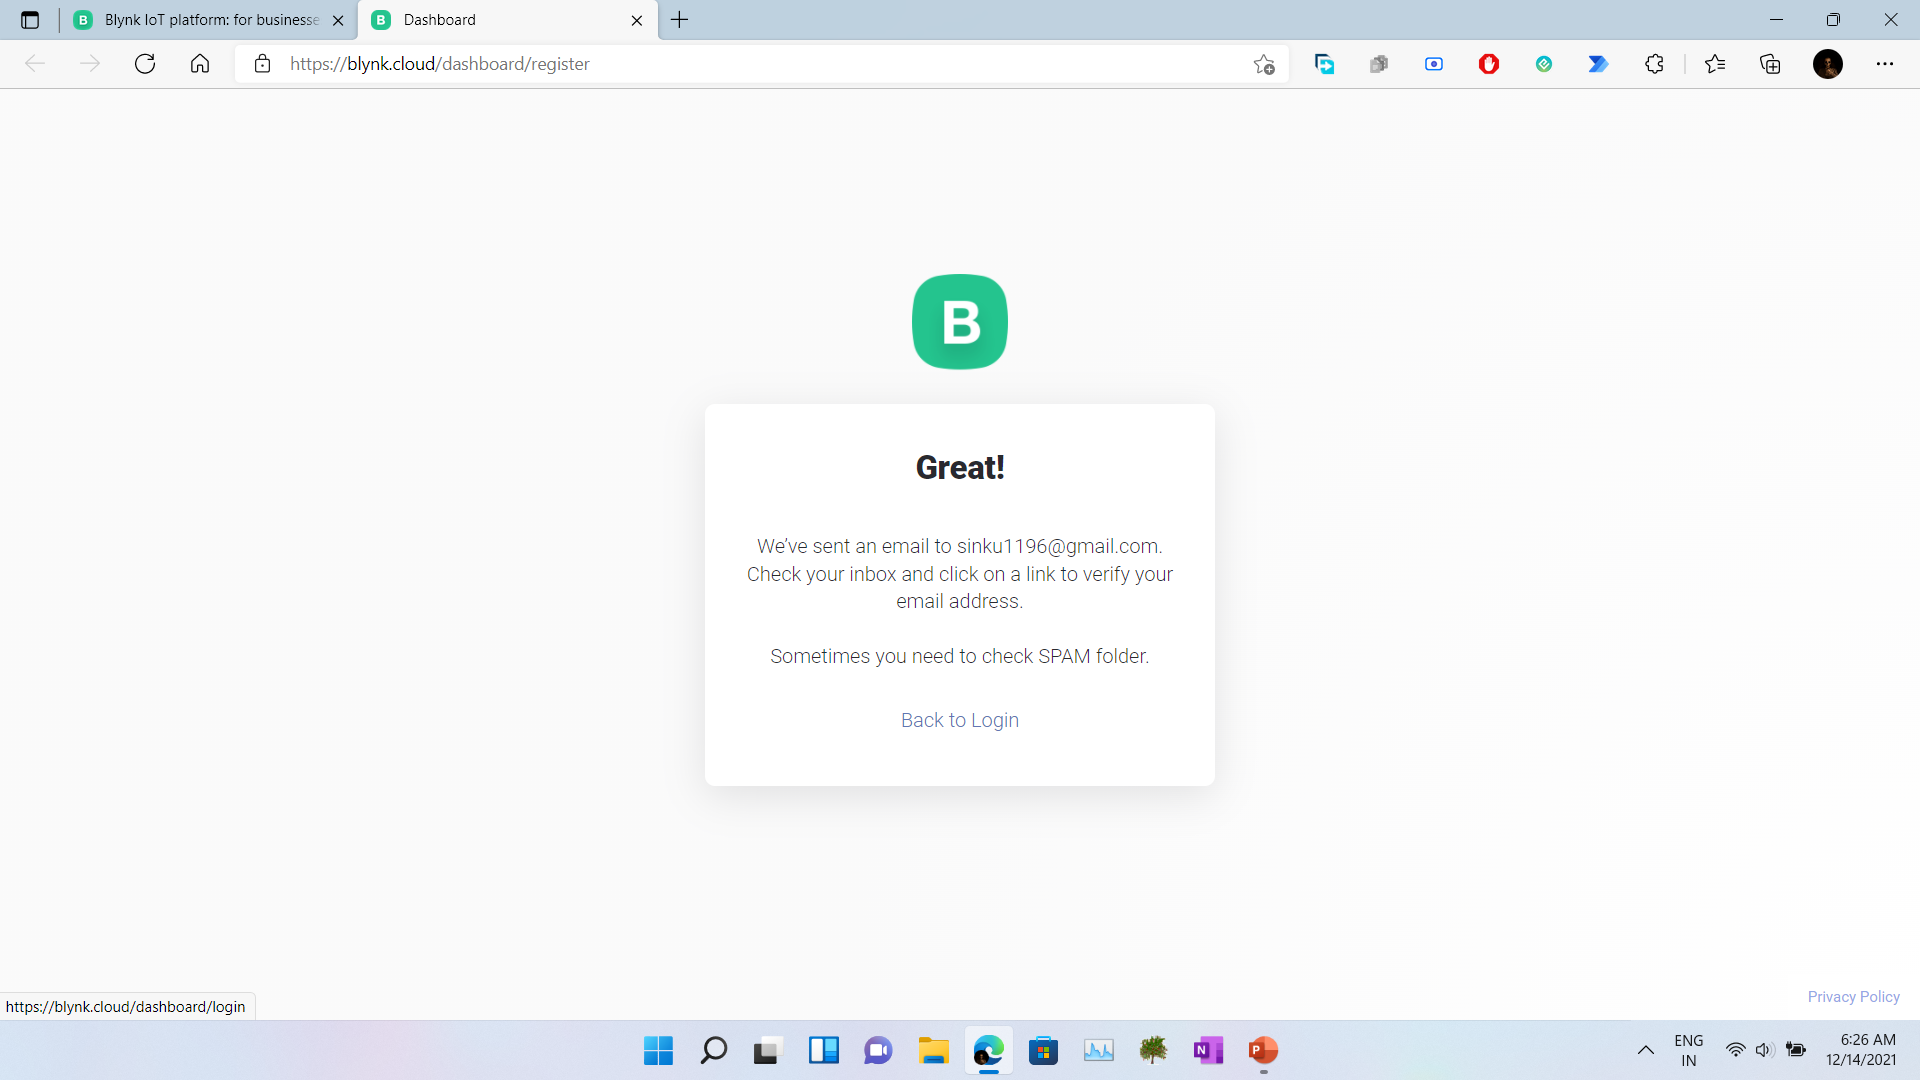 Blynk IoT platform: for businesse
Dashboard
https://blynk.cloud/dashboard/register
B
Great!
We’ve sent an email to sinku1196@gmail.com.
Check your inbox and click on a link to verify your
email address.
Sometimes you need to check SPAM folder.
Back to Login
Privacy Policy
https://blynk.cloud/dashboard/login
ENG
IN
6:26 AM
12/14/2021